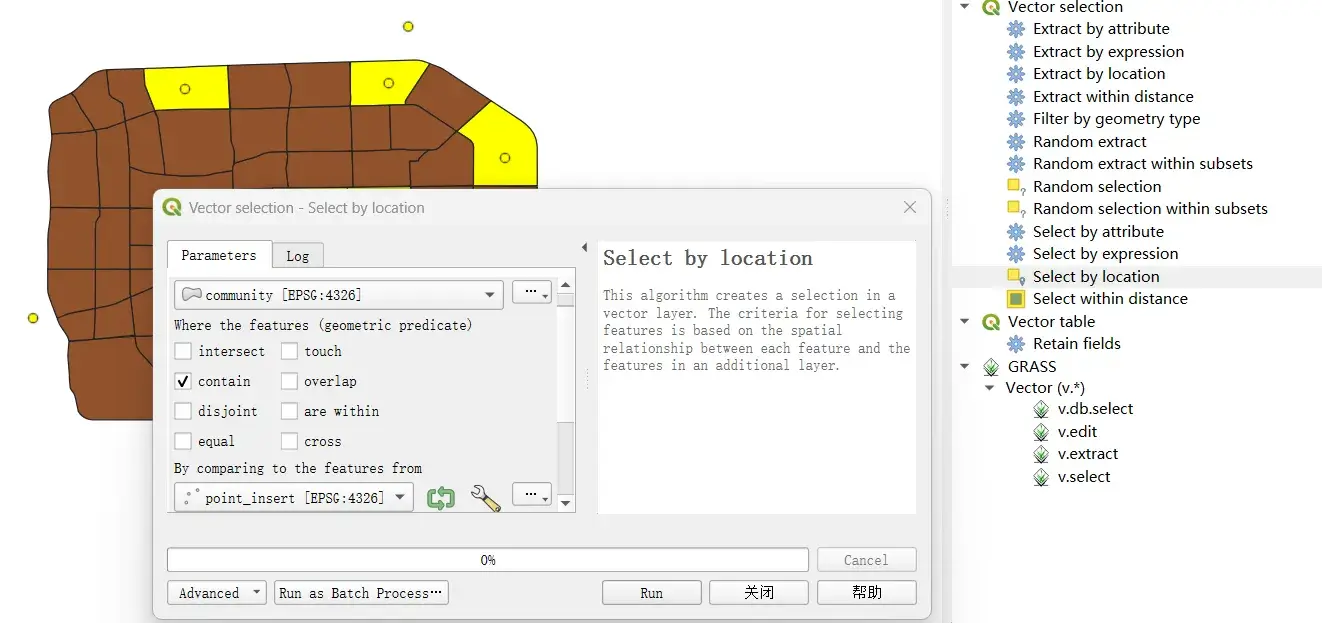 Vector selection - Select by location
Parameters
Log
community [EPSG:4326]
...
Where the features (geometric predicate)
intersect
touch
contain
overlap
disjoint
are within
equal
cross
By comparing to the features from
point_insert [EPSG:4326]
...
Select by location
This algorithm creates a selection in a
vector layer. The criteria for selecting
features is based on the spatial
relationship between each feature and the
features in an additional layer.
0%
Cancel
Advanced
Run as Batch Process…
Run
关闭
帮助
Vector selection
Extract by attribute
Extract by expression
Extract by location
Extract within distance
Filter by geometry type
Random extract
Random extract within subsets
Random selection
Random selection within subsets
Select by attribute
Select by expression
Select by location
Select within distance
Vector table
Retain fields
GRASS
Vector (v.*)
v.db.select
v.edit
v.extract
v.select